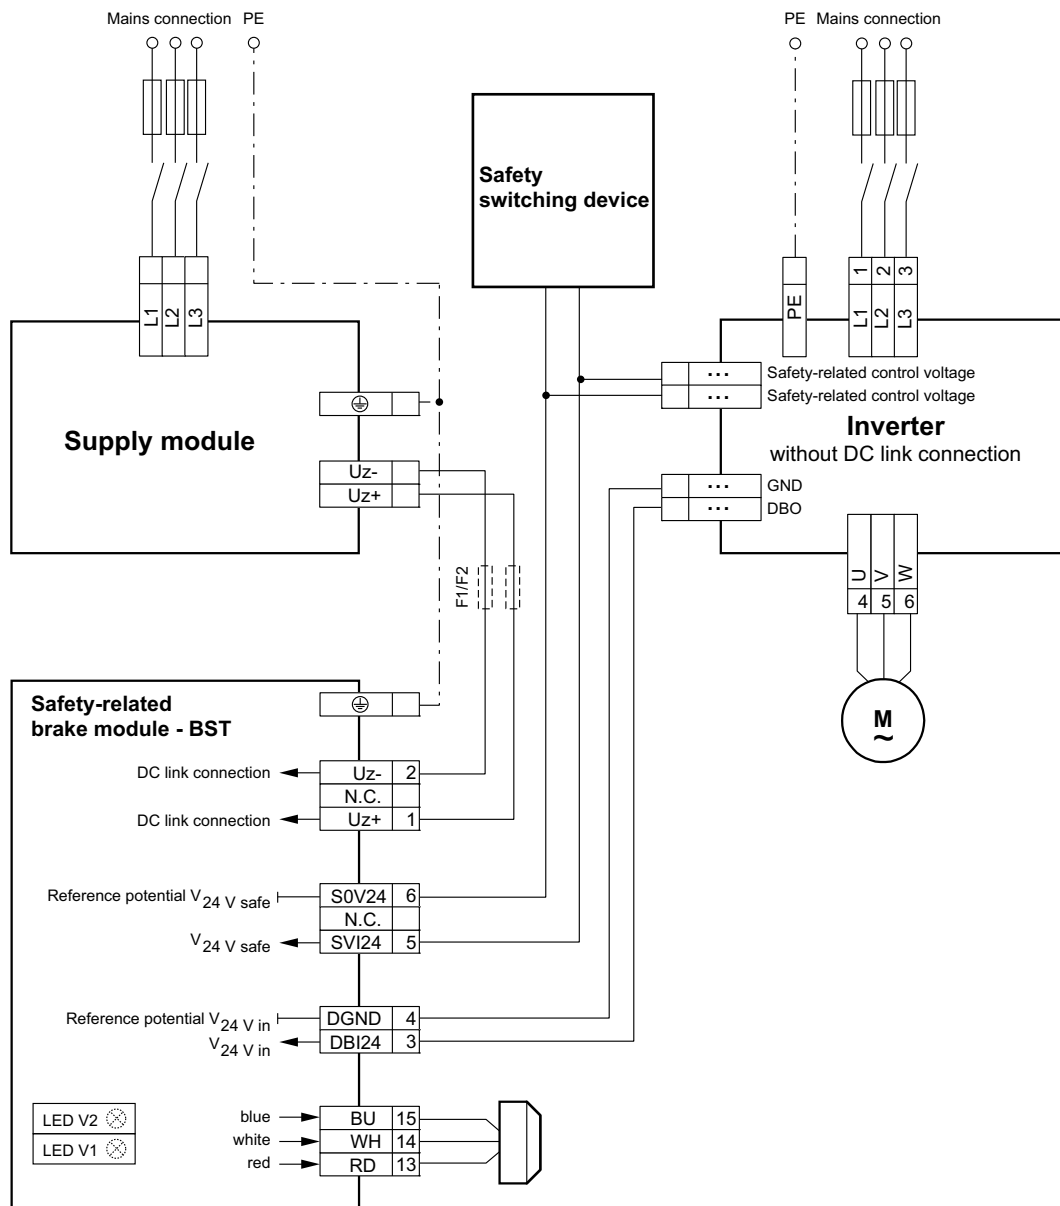 Mains connection PE
PE Mains connection
Safety
switching device
L1
L2
L3
PE
1
2
3
L1
L2
L3
... Safety-related control voltage
... Safety-related control voltage
Supply module
Inverter
without DC link connection
Uz-
Uz+
... GND
... DBO
F1/F2
U
V
W
4
5
6
M
~
Safety-related
brake module - BST
DC link connection Uz- 2
N.C.
DC link connection Uz+ 1
Reference potential V24 V safe S0V24 6
N.C.
V24 V safe SVI24 5
Reference potential V24 V in DGND 4
V24 V in DBI24 3
LED V2
LED V1
blue BU 15
white WH 14
red RD 13